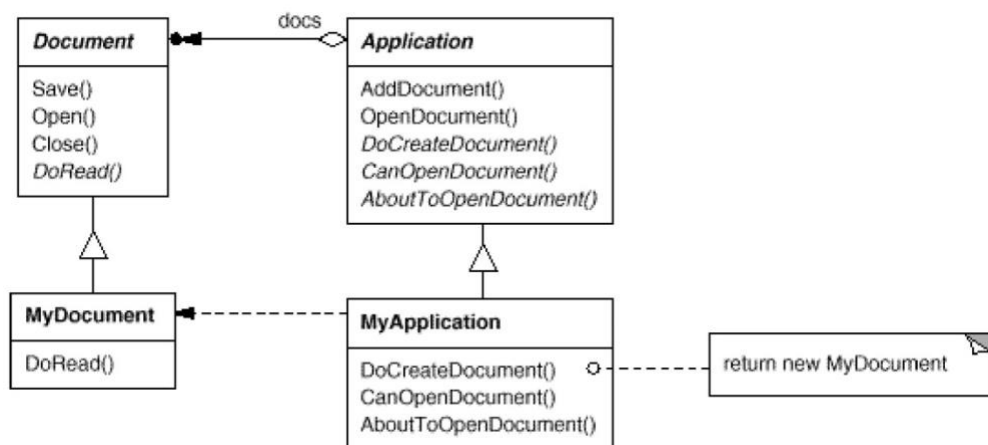 docs
Document
Save()
Open()
Close()
DoRead()
Application
AddDocument()
OpenDocument()
DoCreateDocument()
CanOpenDocument()
AboutToOpenDocument()
MyDocument
DoRead()
MyApplication
DoCreateDocument()
CanOpenDocument()
AboutToOpenDocument()
return new MyDocument